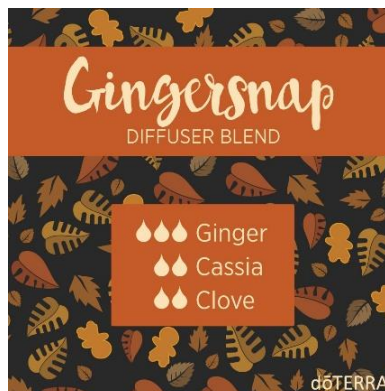 Gingersnap
DIFFUSER BLEND
Ginger
Cassia
Clove
dōTERRA